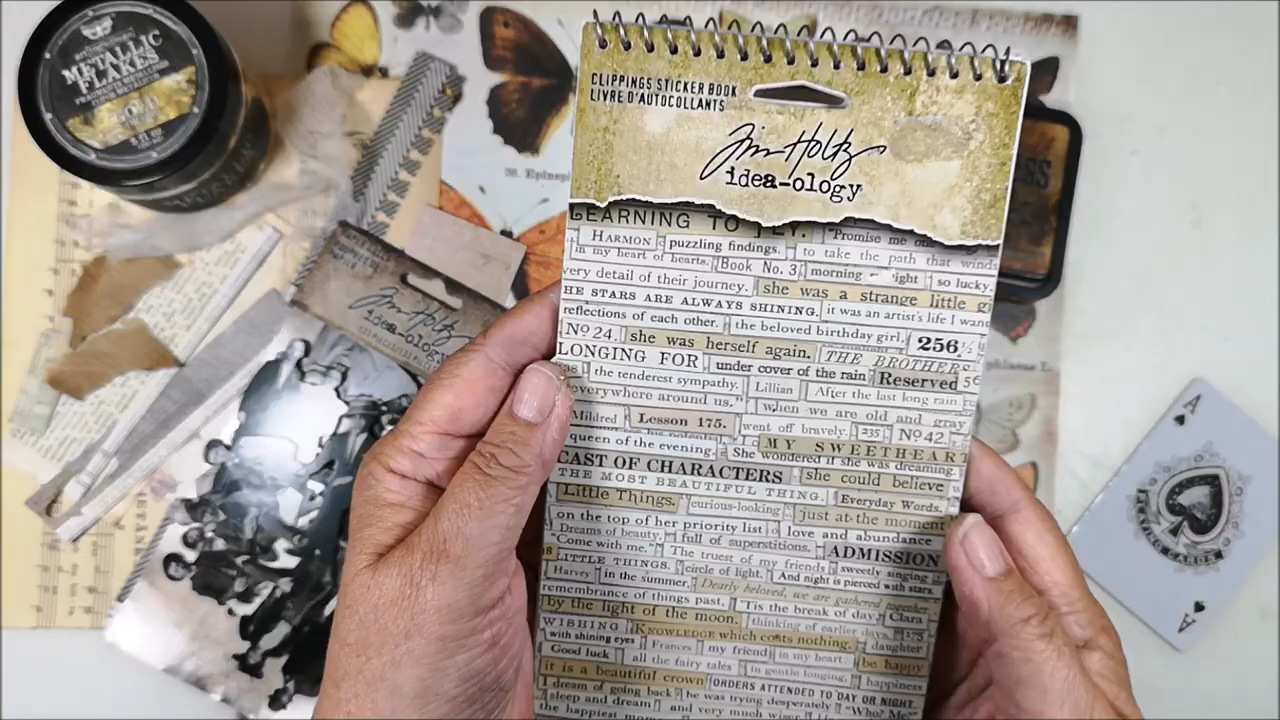 METALLIC
FLAKES
CLIPPINGS STICKER BOOK
LIVRE D'AUTOCOLLANTS
Tim Holtz
idea-ology
LEARNING TO FLY.
HARMON puzzling findings. "Promise me
in my heart of hearts. to take the path that winds
Book No. 3 morning so lucky.
very detail of their journey. she was a strange little gi
HE STARS ARE ALWAYS SHINING. it was an artist's life I want
reflections of each other. the beloved birthday girl,
No 24. she was herself again. THE BROTHERS 256½
LONGING FOR under cover of the rain Reserved 56
the tenderest sympathy. Lillian After the last long rain
everywhere around us," when we are old and gray
Mildred Lesson 175. went off bravely. 235 No 42.
queen of the evening. MY SWEETHEART
She wondered if she was dreaming.
CAST OF CHARACTERS she could believe
THE MOST BEAUTIFUL THING. Everyday Words.
Little Things. curious-looking just at the moment
on the top of her priority list love and abundance
Dreams of beauty. full of superstitions. ADMISSION
"Come with me." The truest of my friends sweetly singing
LITTLE THINGS. circle of light. And night is pierced with stars.
Harvey in the summer. Dearly beloved, we are gathered together
remembrance of things past. 'Tis the break of day. Clara
by the light of the moon. thinking of earlier days. 175
WISHING KNOWLEDGE which costs nothing. daughter
with shining eyes Frances my friend in my heart: be happy
Good luck all the fairy tales in gentle longing. happiness
it is a beautiful crown ORDERS ATTENDED TO DAY OR NIGHT.
I dream of going back he was trying desperately "Who? Me?"
sleep and dream and very much wiser.
the happiest
Tim Holtz
idea-ology
A
PLAYING CARDS
A